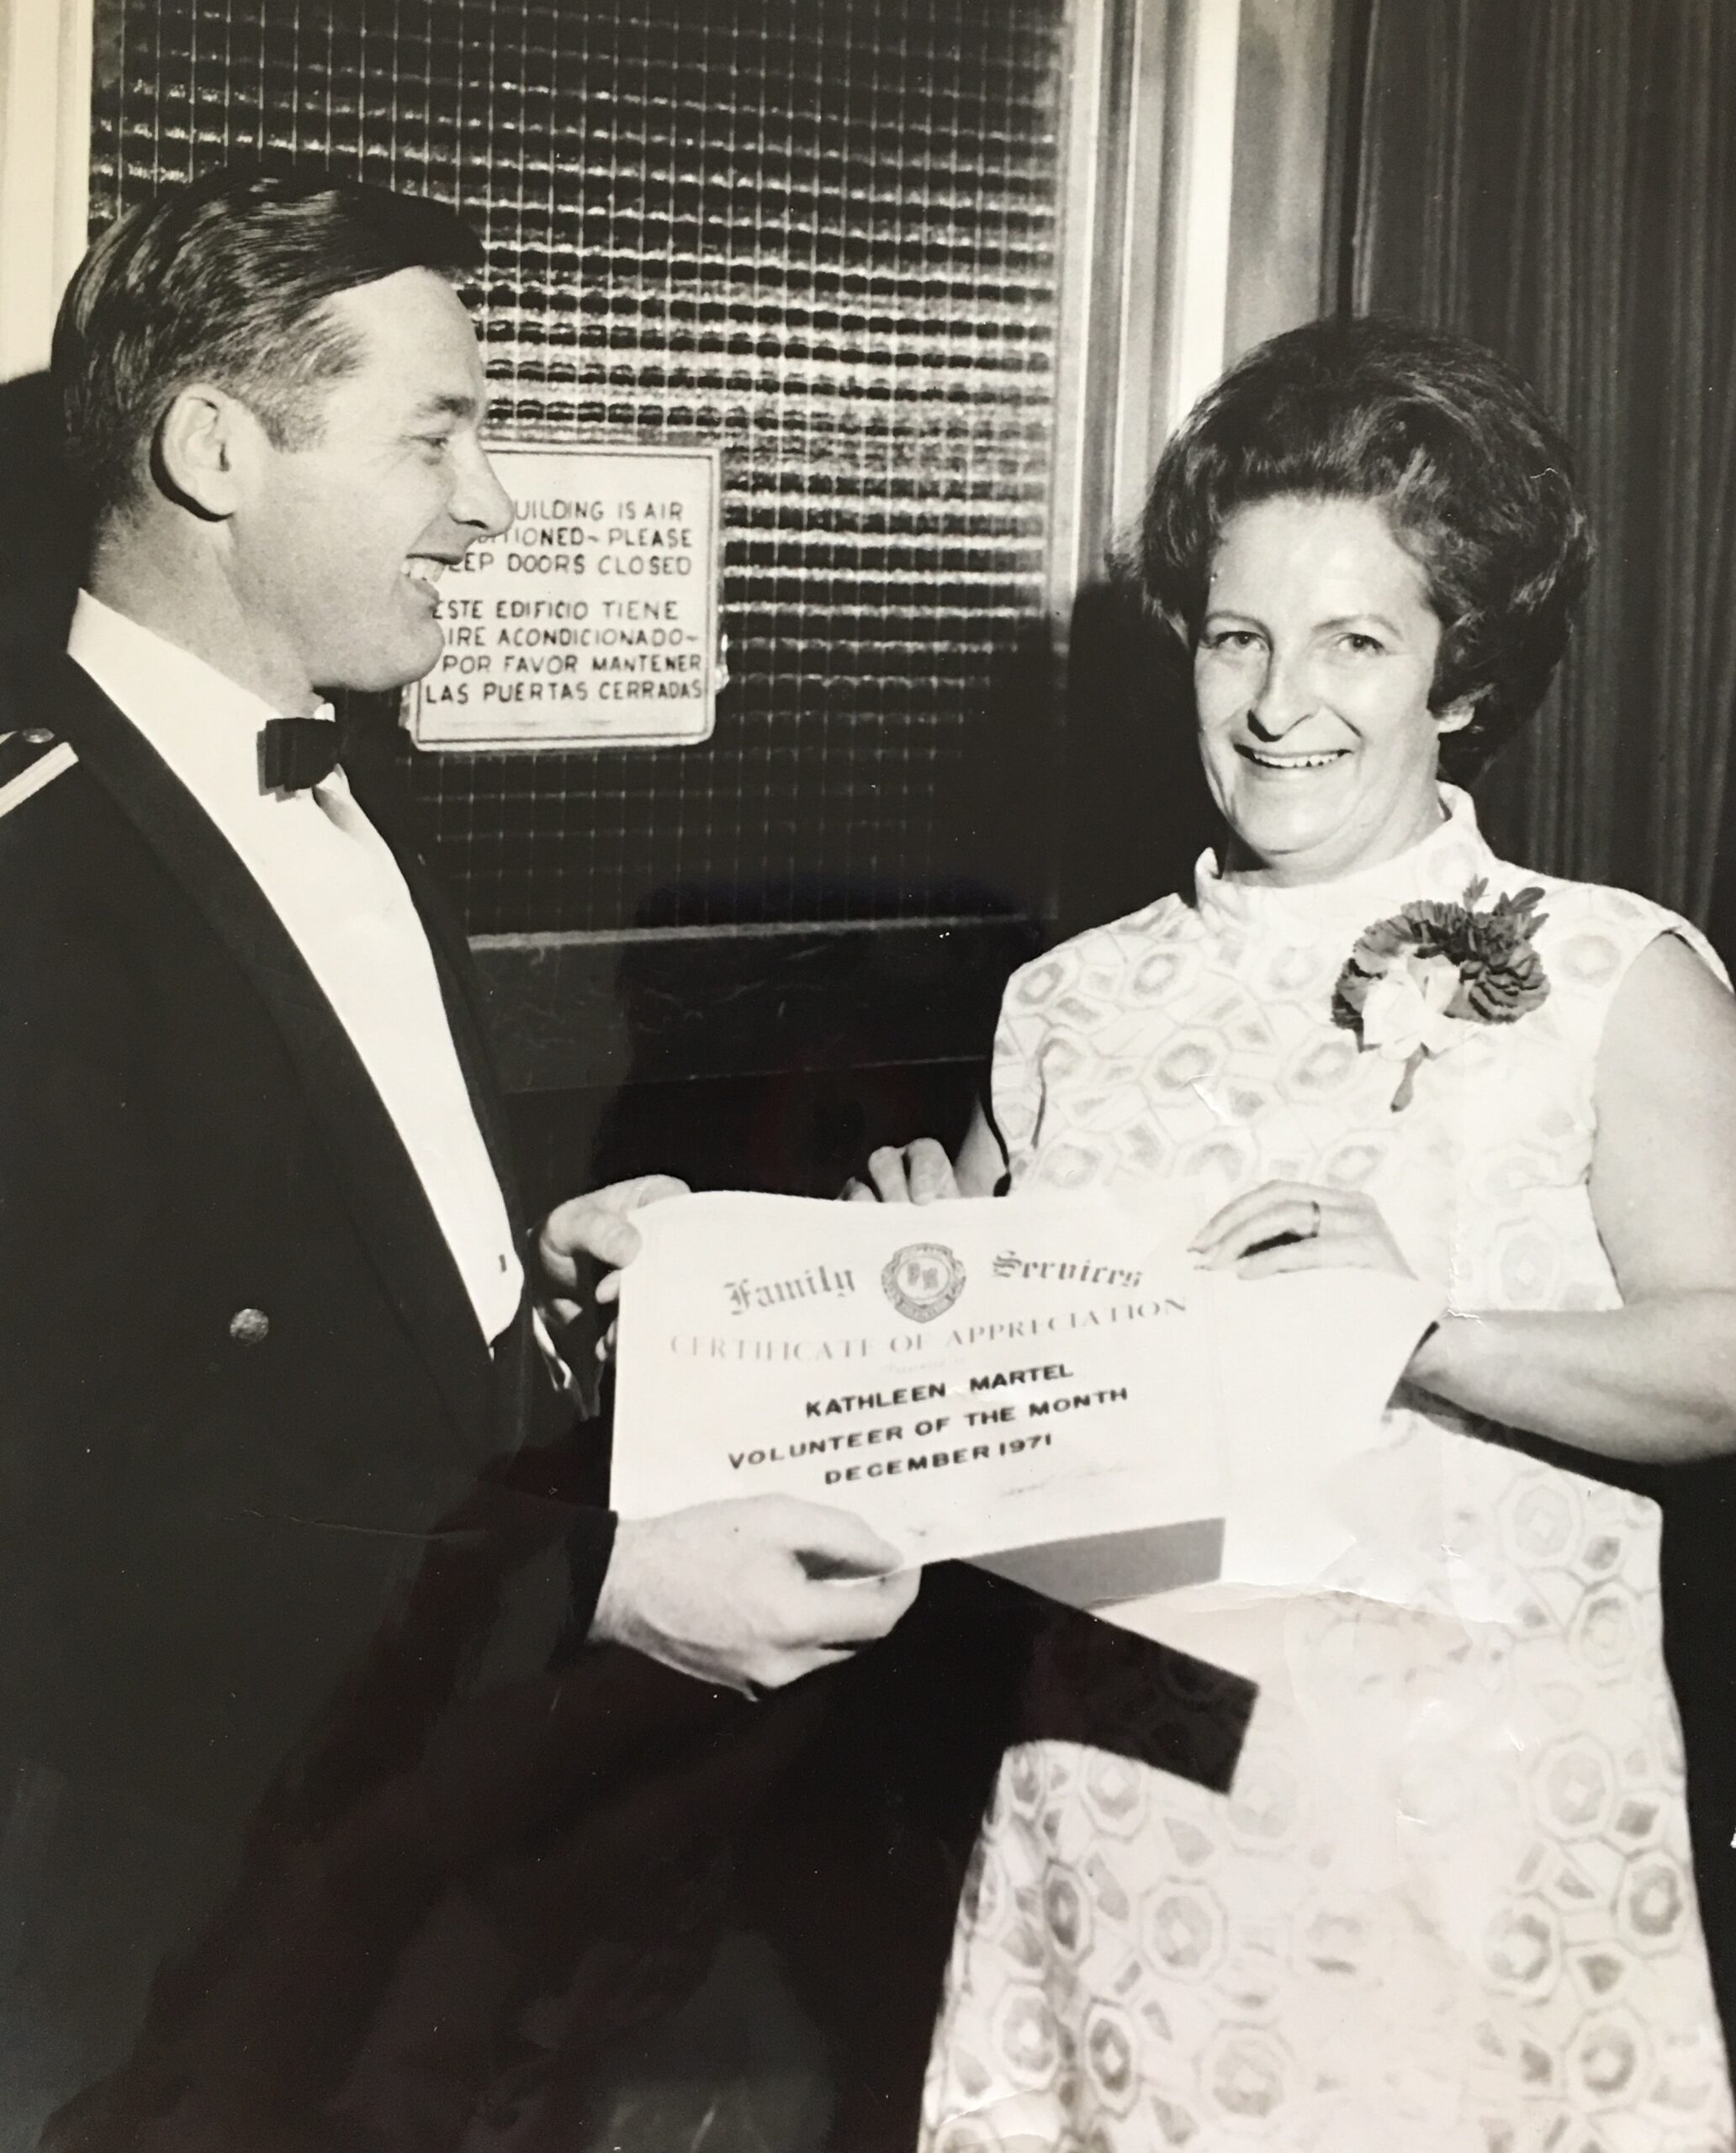 UILDING IS AIR
ITIONED~ PLEASE
EEP DOORS CLOSED
ESTE EDIFICIO TIENE
IRE ACONDICIONADO~
POR FAVOR MANTENER
LAS PUERTAS CERRADAS
Family Services
CERTIFICATE OF APPRECIATION
KATHLEEN MARTEL
VOLUNTEER OF THE MONTH
DECEMBER 1971